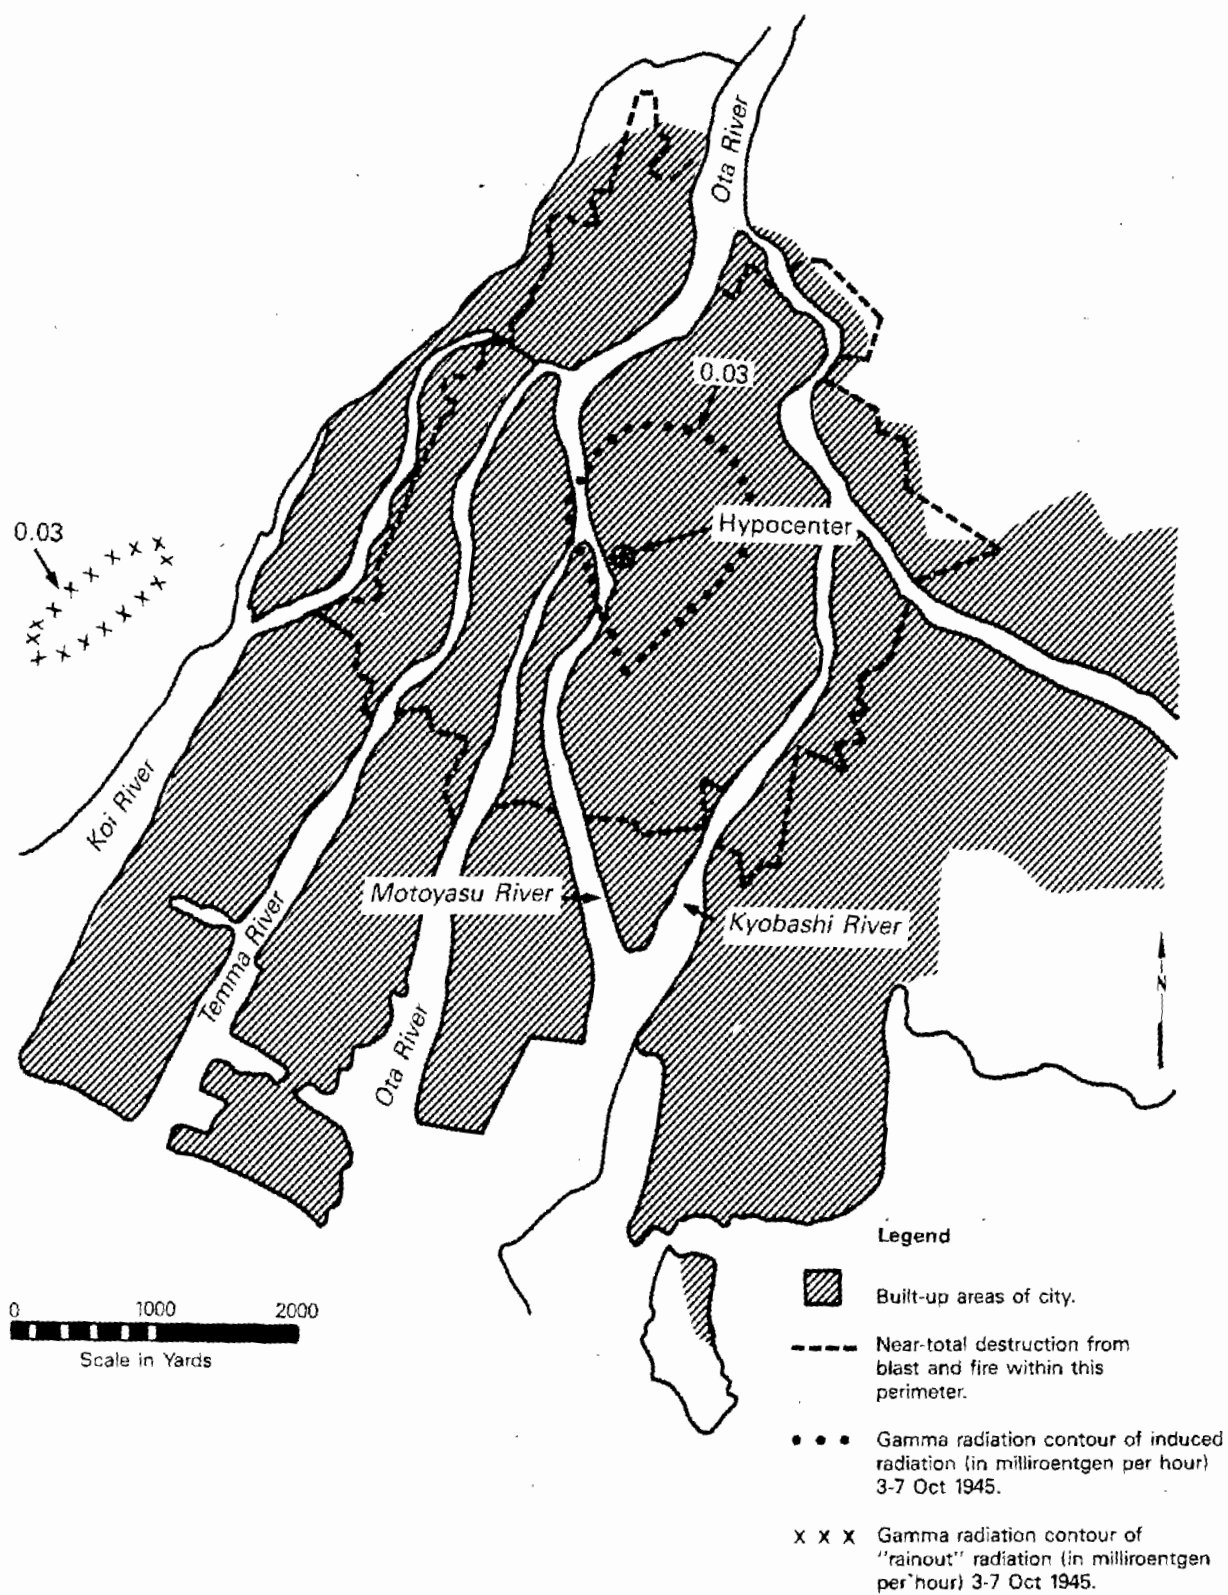 Ota River
0.03
Hypocenter
0.03
Koi River
Motoyasu River
Kyobashi River
Temma River
Ota River
N
0 1000 2000
Scale in Yards
Legend
Built-up areas of city.
Near-total destruction from
blast and fire within this
perimeter.
Gamma radiation contour of induced
radiation (in milliroentgen per hour)
3-7 Oct 1945.
x x x Gamma radiation contour of
"rainout" radiation (in milliroentgen
per hour) 3-7 Oct 1945.